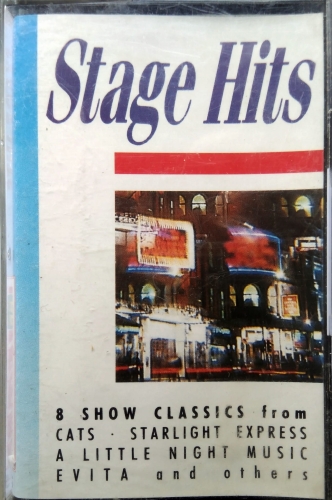 Stage Hits
8 SHOW CLASSICS from
CATS · STARLIGHT EXPRESS
A LITTLE NIGHT MUSIC
EVITA and others